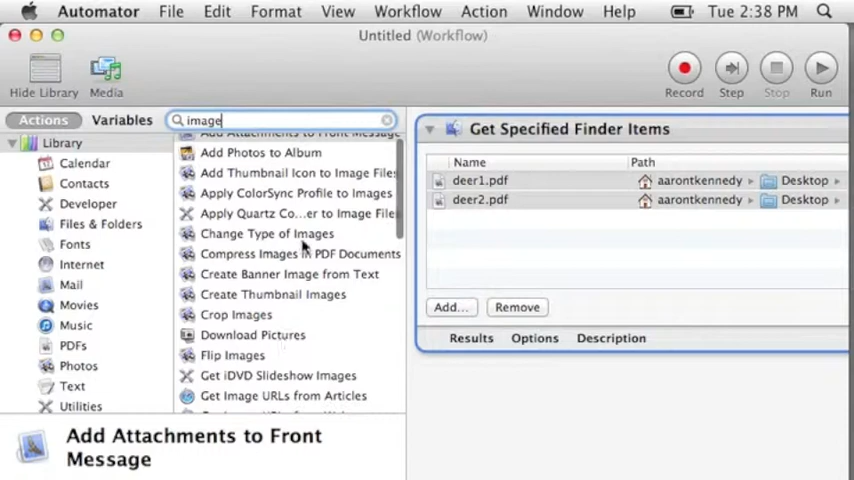 Automator File Edit Format View Workflow Action Window Help Tue 2:38 PM
Untitled (Workflow)
Hide Library Media Record Step Stop Run
Actions Variables image
Library
Calendar
Contacts
Developer
Files & Folders
Fonts
Internet
Mail
Movies
Music
PDFs
Photos
Text
Utilities
Add Attachments to Front Message
Add Photos to Album
Add Thumbnail Icon to Image Files
Apply ColorSync Profile to Images
Apply Quartz Co...er to Image Files
Change Type of Images
Compress Images in PDF Documents
Create Banner Image from Text
Create Thumbnail Images
Crop Images
Download Pictures
Flip Images
Get iDVD Slideshow Images
Get Image URLs from Articles
Add Attachments to Front
Message
Get Specified Finder Items
Name Path
deer1.pdf aarontkennedy Desktop
deer2.pdf aarontkennedy Desktop
Add... Remove
Results Options Description